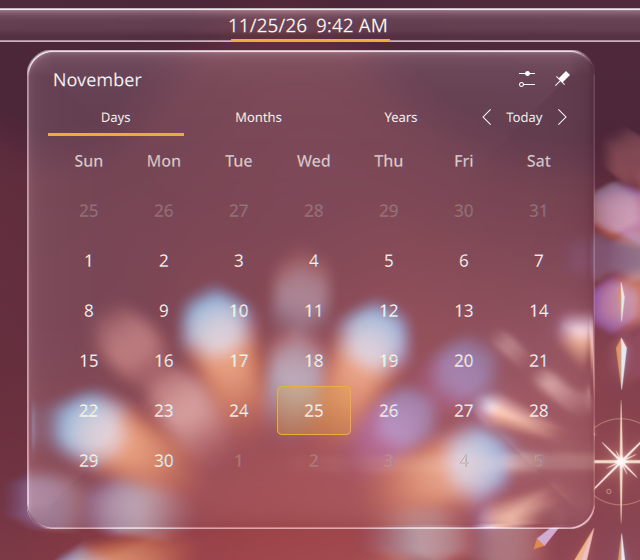 11/25/26 9:42 AM
November
Days Months Years Today
Sun Mon Tue Wed Thu Fri Sat
25 26 27 28 29 30 31
1 2 3 4 5 6 7
8 9 10 11 12 13 14
15 16 17 18 19 20 21
22 23 24 25 26 27 28
29 30 1 2 3 4 5